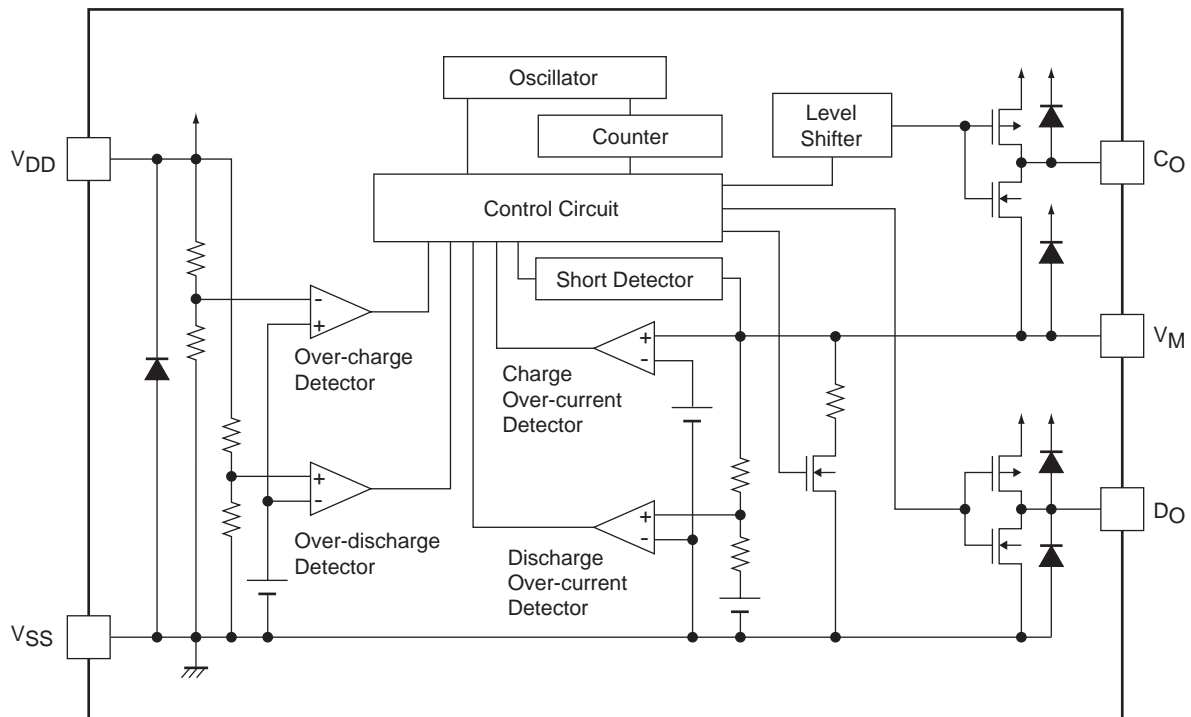 Oscillator
Counter
Level
Shifter
VDD
CO
Control Circuit
Short Detector
-
+
Over-charge
Detector
+
-
Charge
Over-current
Detector
VM
+
-
Over-discharge
Detector
+
-
Discharge
Over-current
Detector
DO
VSS